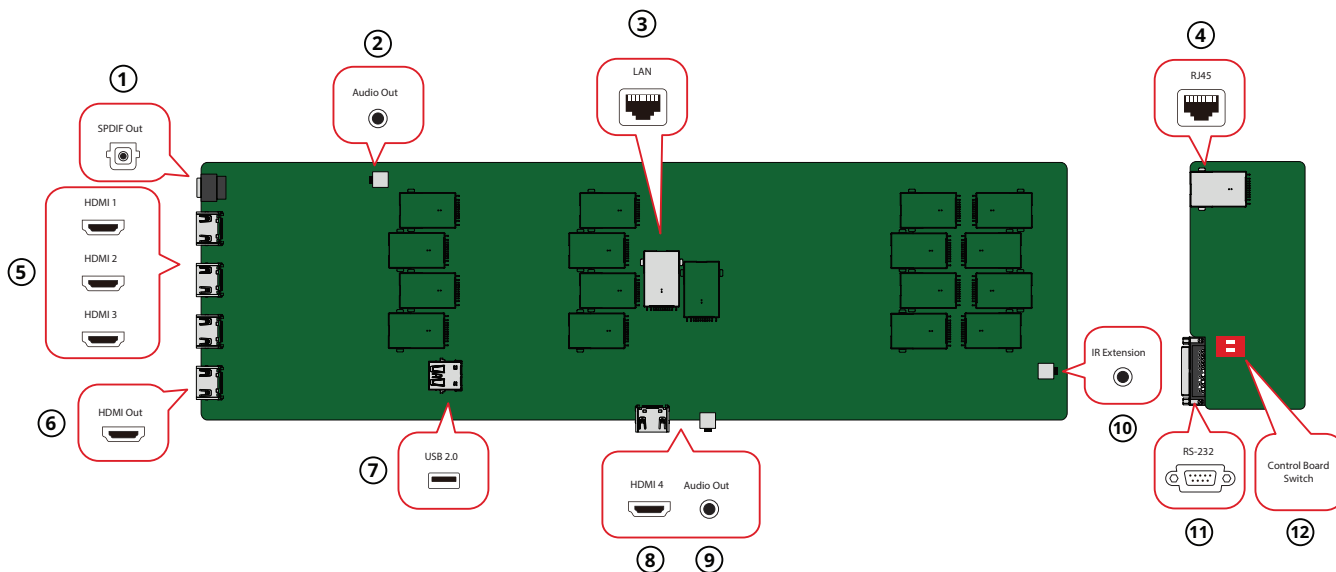 ①
SPDIF Out
②
Audio Out
③
LAN
④
RJ45
⑤
HDMI 1
HDMI 2
HDMI 3
⑥
HDMI Out
⑦
USB 2.0
HDMI 4
Audio Out
⑧
⑨
IR Extension
⑩
RS-232
⑪
Control Board
Switch
⑫